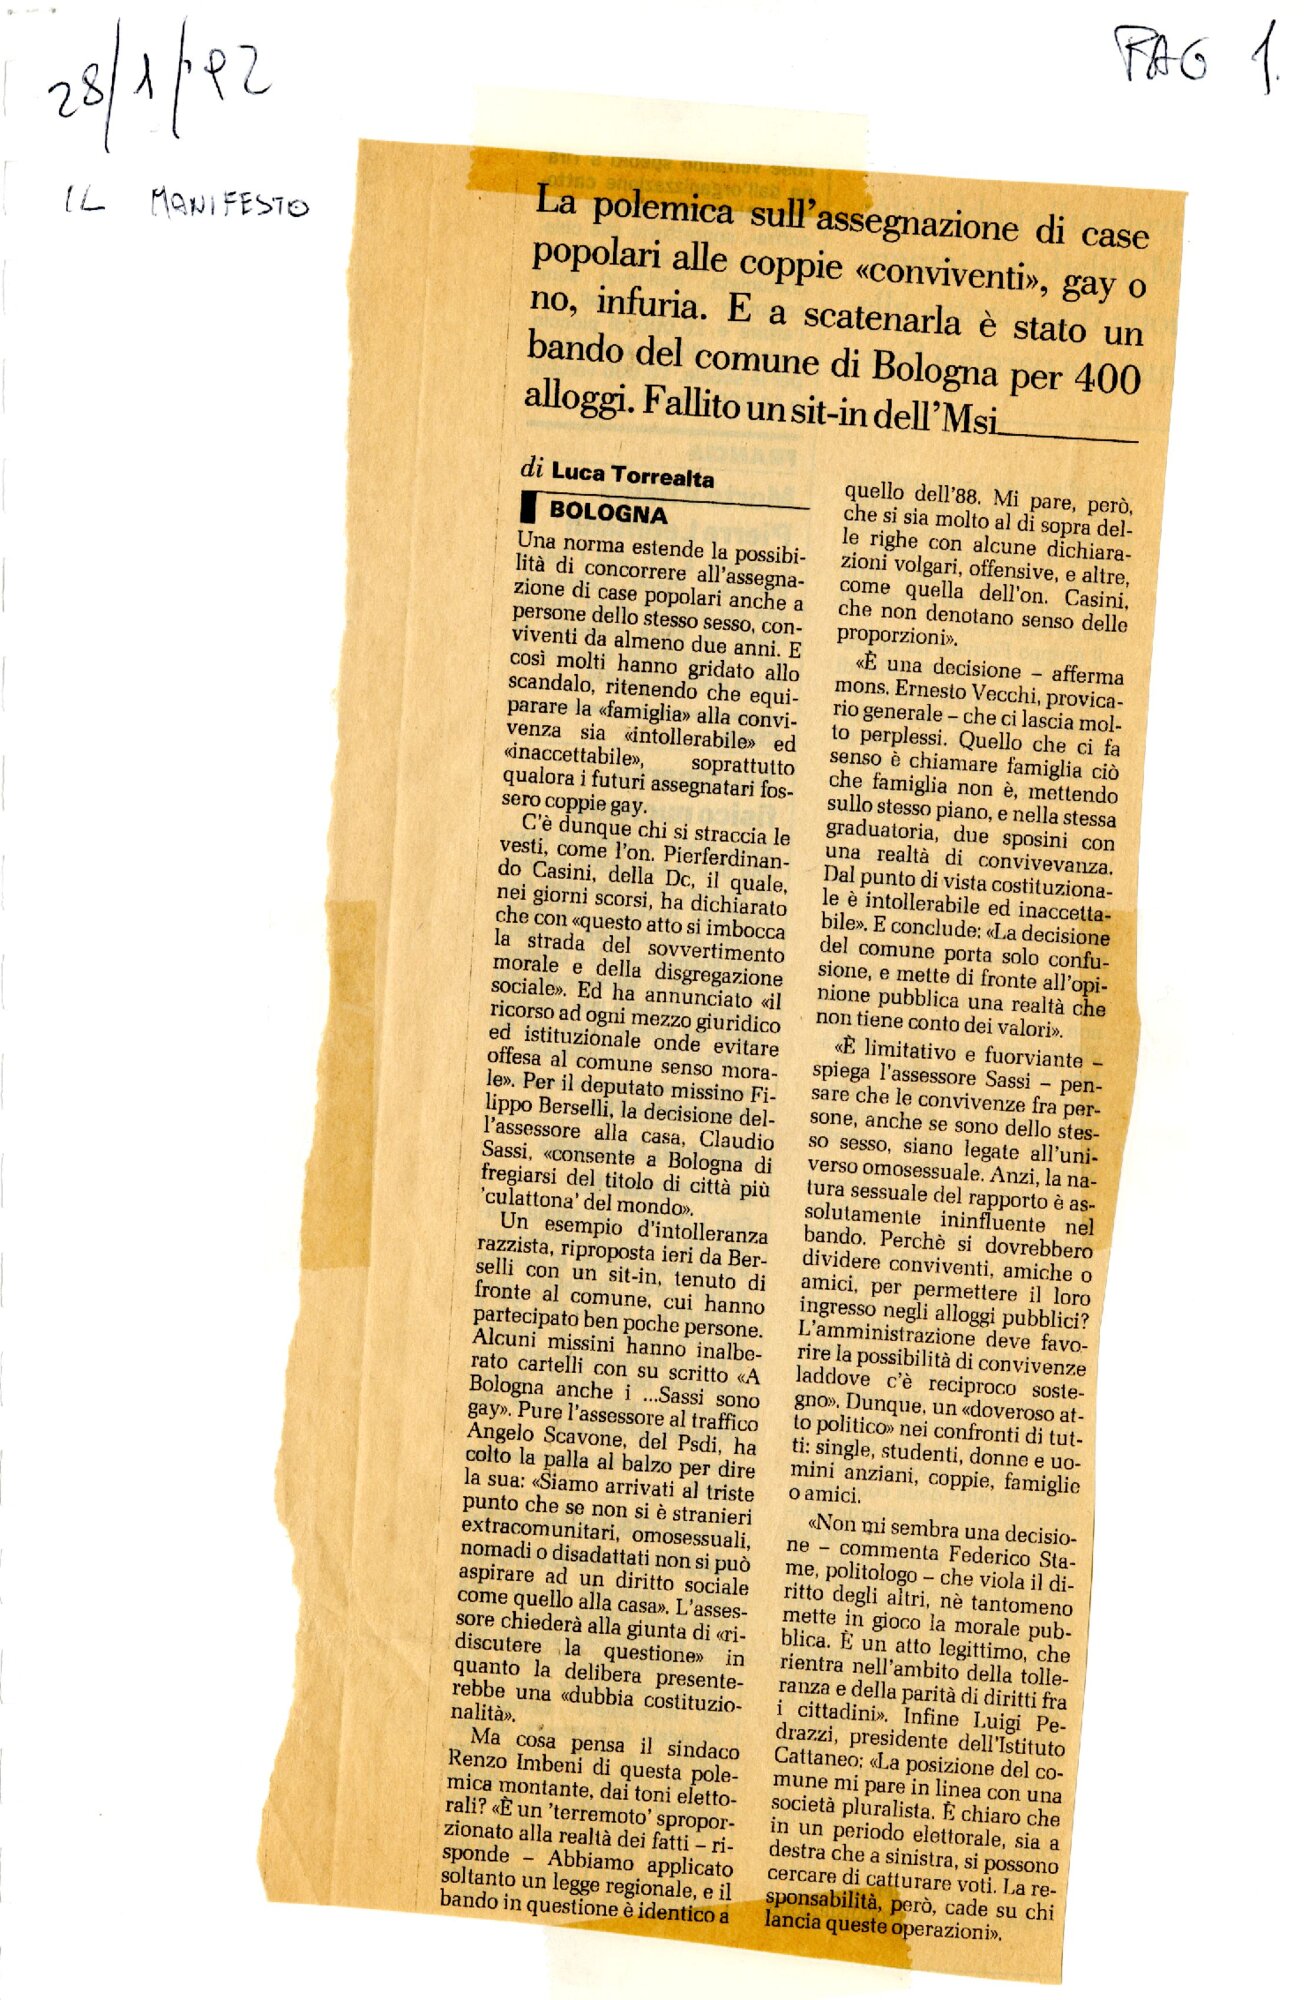 28/1/92
PAG 1.
IL MANIFESTO
La polemica sull'assegnazione di case
popolari alle coppie «conviventi», gay o
no, infuria. E a scatenarla è stato un
bando del comune di Bologna per 400
alloggi. Fallito un sit-in dell'Msi
di Luca Torrealta
BOLOGNA
Una norma estende la possibi-
lità di concorrere all'assegna-
zione di case popolari anche a
persone dello stesso sesso, con-
viventi da almeno due anni. E
così molti hanno gridato allo
scandalo, ritenendo che equi-
parare la «famiglia» alla convi-
venza sia «intollerabile» ed
«inaccettabile», soprattutto
qualora i futuri assegnatari fos-
sero coppie gay.
C'è dunque chi si straccia le
vesti, come l'on. Pierferdinan-
do Casini, della Dc, il quale,
nei giorni scorsi, ha dichiarato
che con «questo atto si imbocca
la strada del sovvertimento
morale e della disgregazione
sociale». Ed ha annunciato «il
ricorso ad ogni mezzo giuridico
ed istituzionale onde evitare
offesa al comune senso mora-
le». Per il deputato missino Fi-
lippo Berselli, la decisione del-
l'assessore alla casa, Claudio
Sassi, «consente a Bologna di
fregiarsi del titolo di città più
'culattona' del mondo».
Un esempio d'intolleranza
razzista, riproposta ieri da Ber-
selli con un sit-in, tenuto di
fronte al comune, cui hanno
partecipato ben poche persone.
Alcuni missini hanno inalbe-
rato cartelli con su scritto «A
Bologna anche i ...Sassi sono
gay». Pure l'assessore al traffico
Angelo Scavone, del Psdi, ha
colto la palla al balzo per dire
la sua: «Siamo arrivati al triste
punto che se non si è stranieri
extracomunitari, omosessuali,
nomadi o disadattati non si può
aspirare ad un diritto sociale
come quello alla casa». L'asses-
sore chiederà alla giunta di «ri-
discutere la questione» in
quanto la delibera presente-
rebbe una «dubbia costituzio-
nalità».
Ma cosa pensa il sindaco
Renzo Imbeni di questa pole-
mica montante, dai toni eletto-
rali? «È un 'terremoto' spropor-
zionato alla realtà dei fatti – ri-
sponde – Abbiamo applicato
soltanto un legge regionale, e il
bando in questione è identico a
quello dell'88. Mi pare, però,
che si sia molto al di sopra del-
le righe con alcune dichiara-
zioni volgari, offensive, e altre,
come quella dell'on. Casini,
che non denotano senso delle
proporzioni».
«È una decisione – afferma
mons. Ernesto Vecchi, provica-
rio generale – che ci lascia mol-
to perplessi. Quello che ci fa
senso è chiamare famiglia ciò
che famiglia non è, mettendo
sullo stesso piano, e nella stessa
graduatoria, due sposini con
una realtà di convivevanza.
Dal punto di vista costituziona-
le è intollerabile ed inaccetta-
bile». E conclude: «La decisione
del comune porta solo confu-
sione, e mette di fronte all'opi-
nione pubblica una realtà che
non tiene conto dei valori».
«È limitativo e fuorviante –
spiega l'assessore Sassi – pen-
sare che le convivenze fra per-
sone, anche se sono dello stes-
so sesso, siano legate all'uni-
verso omosessuale. Anzi, la na-
tura sessuale del rapporto è as-
solutamente ininfluente nel
bando. Perchè si dovrebbero
dividere conviventi, amiche o
amici, per permettere il loro
ingresso negli alloggi pubblici?
L'amministrazione deve favo-
rire la possibilità di convivenze
laddove c'è reciproco soste-
gno». Dunque, un «doveroso at-
to politico» nei confronti di tut-
ti: single, studenti, donne e uo-
mini anziani, coppie, famiglie
o amici.
«Non mi sembra una decisio-
ne – commenta Federico Sta-
me, politologo – che viola il di-
ritto degli altri, nè tantomeno
mette in gioco la morale pub-
blica. È un atto legittimo, che
rientra nell'ambito della tolle-
ranza e della parità di diritti fra
i cittadini». Infine Luigi Pe-
drazzi, presidente dell'Istituto
Cattaneo: «La posizione del co-
mune mi pare in linea con una
società pluralista. È chiaro che
in un periodo elettorale, sia a
destra che a sinistra, si possono
cercare di catturare voti. La re-
sponsabilità, però, cade su chi
lancia queste operazioni».